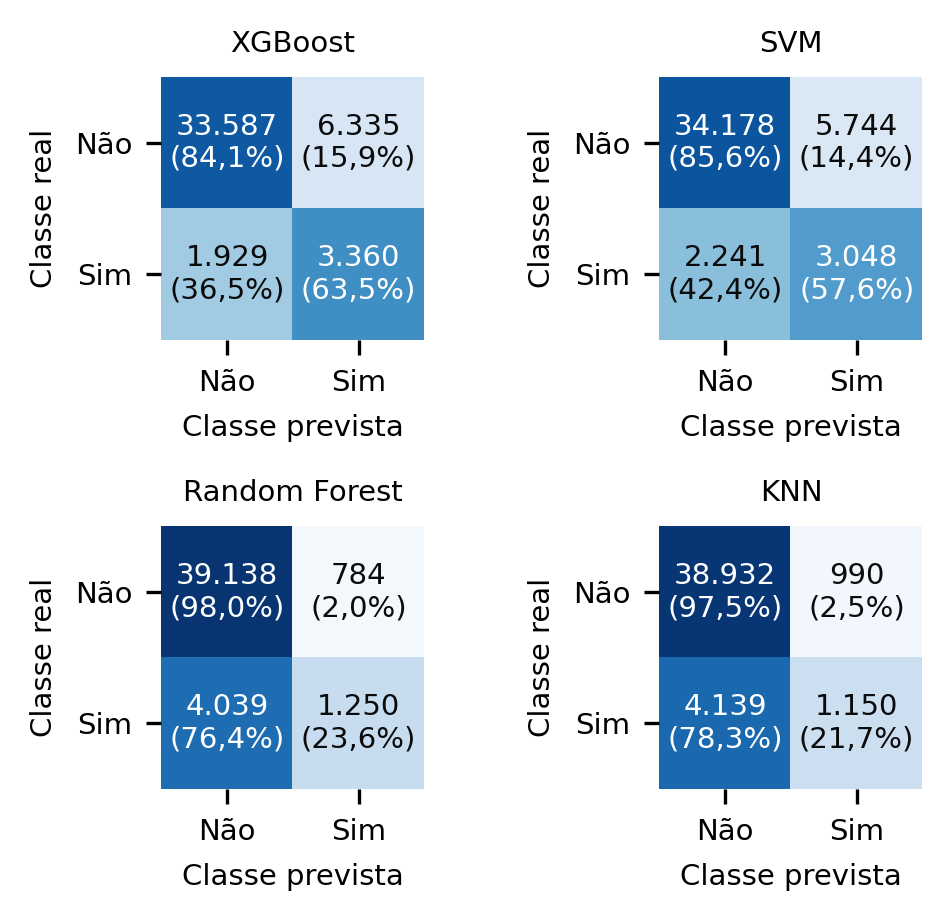 XGBoost
Classe real
Não
33.587
(84,1%)
6.335
(15,9%)
Sim
1.929
(36,5%)
3.360
(63,5%)
Não
Sim
Classe prevista
SVM
Classe real
Não
34.178
(85,6%)
5.744
(14,4%)
Sim
2.241
(42,4%)
3.048
(57,6%)
Não
Sim
Classe prevista
Random Forest
Classe real
Não
39.138
(98,0%)
784
(2,0%)
Sim
4.039
(76,4%)
1.250
(23,6%)
Não
Sim
Classe prevista
KNN
Classe real
Não
38.932
(97,5%)
990
(2,5%)
Sim
4.139
(78,3%)
1.150
(21,7%)
Não
Sim
Classe prevista